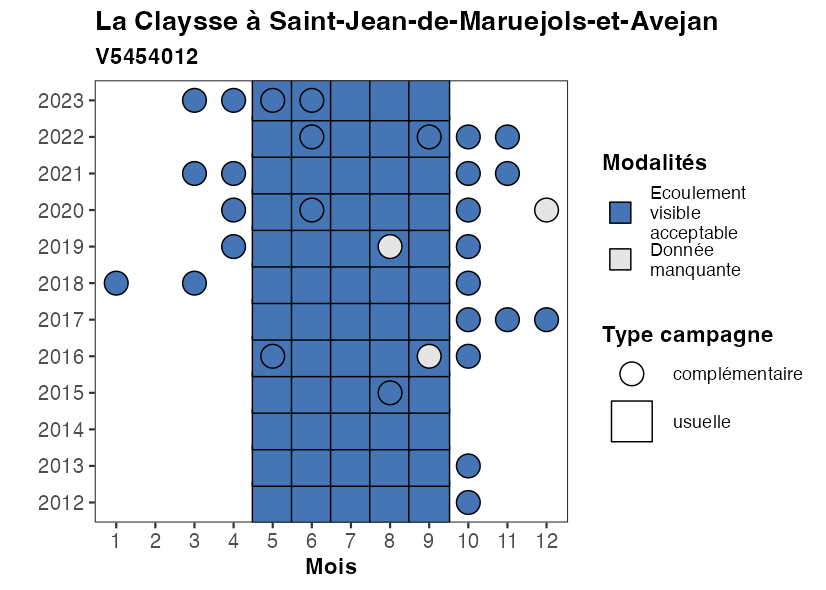 La Claysse à Saint-Jean-de-Maruejols-et-Avejan
V5454012
2023
2022
2021
2020
2019
2018
2017
2016
2015
2014
2013
2012
1 2 3 4 5 6 7 8 9 10 11 12
Mois
Modalités
Ecoulement
visible
acceptable
Donnée
manquante
Type campagne
complémentaire
usuelle